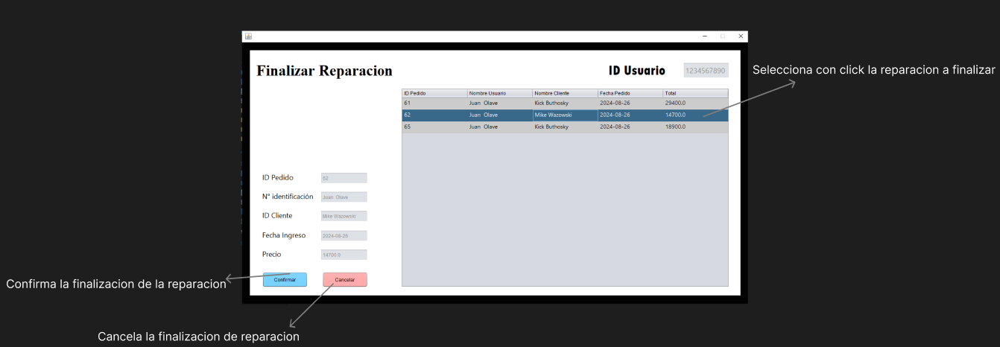 Finalizar Reparacion
ID Usuario 1234567890
Selecciona con click la reparacion a finalizar
ID Pedido Nombre Usuario Nombre Cliente Fecha Pedido Total
61 Juan Olave Kick Buthosky 2024-08-26 29400.0
62 Juan Olave Mike Wazowski 2024-08-26 14700.0
65 Juan Olave Kick Buthosky 2024-08-26 18900.0
ID Pedido 62
N° identificación Juan Olave
ID Cliente Mike Wazowski
Fecha Ingreso 2024-08-26
Precio 14700.0
Confirmar Cancelar
Confirma la finalizacion de la reparacion
Cancela la finalizacion de reparacion